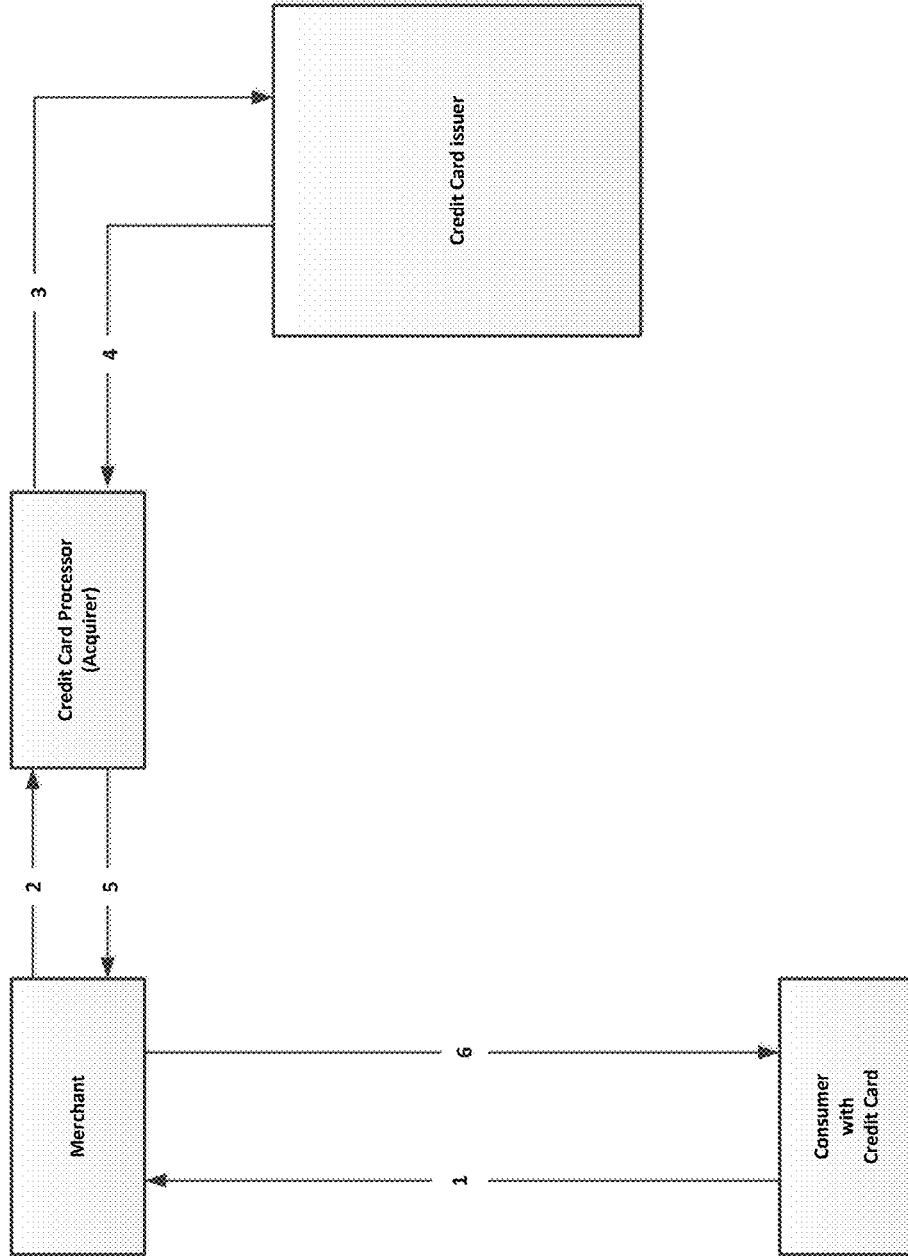 2
3
Merchant
Credit Card Processor
(Acquirer)
5
4
1
6
Credit Card issuer
Consumer
with
Credit Card